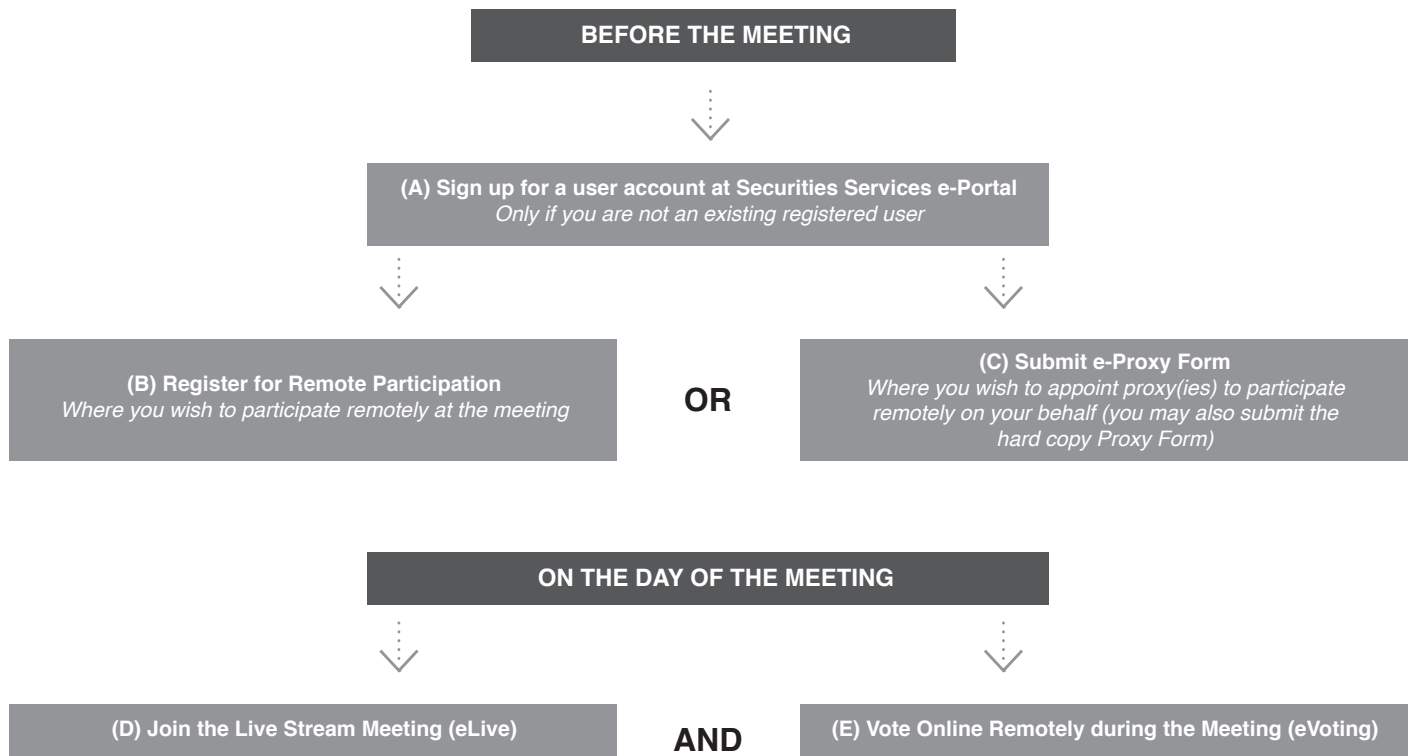 BEFORE THE MEETING
(A) Sign up for a user account at Securities Services e-Portal
Only if you are not an existing registered user
(B) Register for Remote Participation
Where you wish to participate remotely at the meeting
OR
(C) Submit e-Proxy Form
Where you wish to appoint proxy(ies) to participate
remotely on your behalf (you may also submit the
hard copy Proxy Form)
ON THE DAY OF THE MEETING
(D) Join the Live Stream Meeting (eLive)
AND
(E) Vote Online Remotely during the Meeting (eVoting)